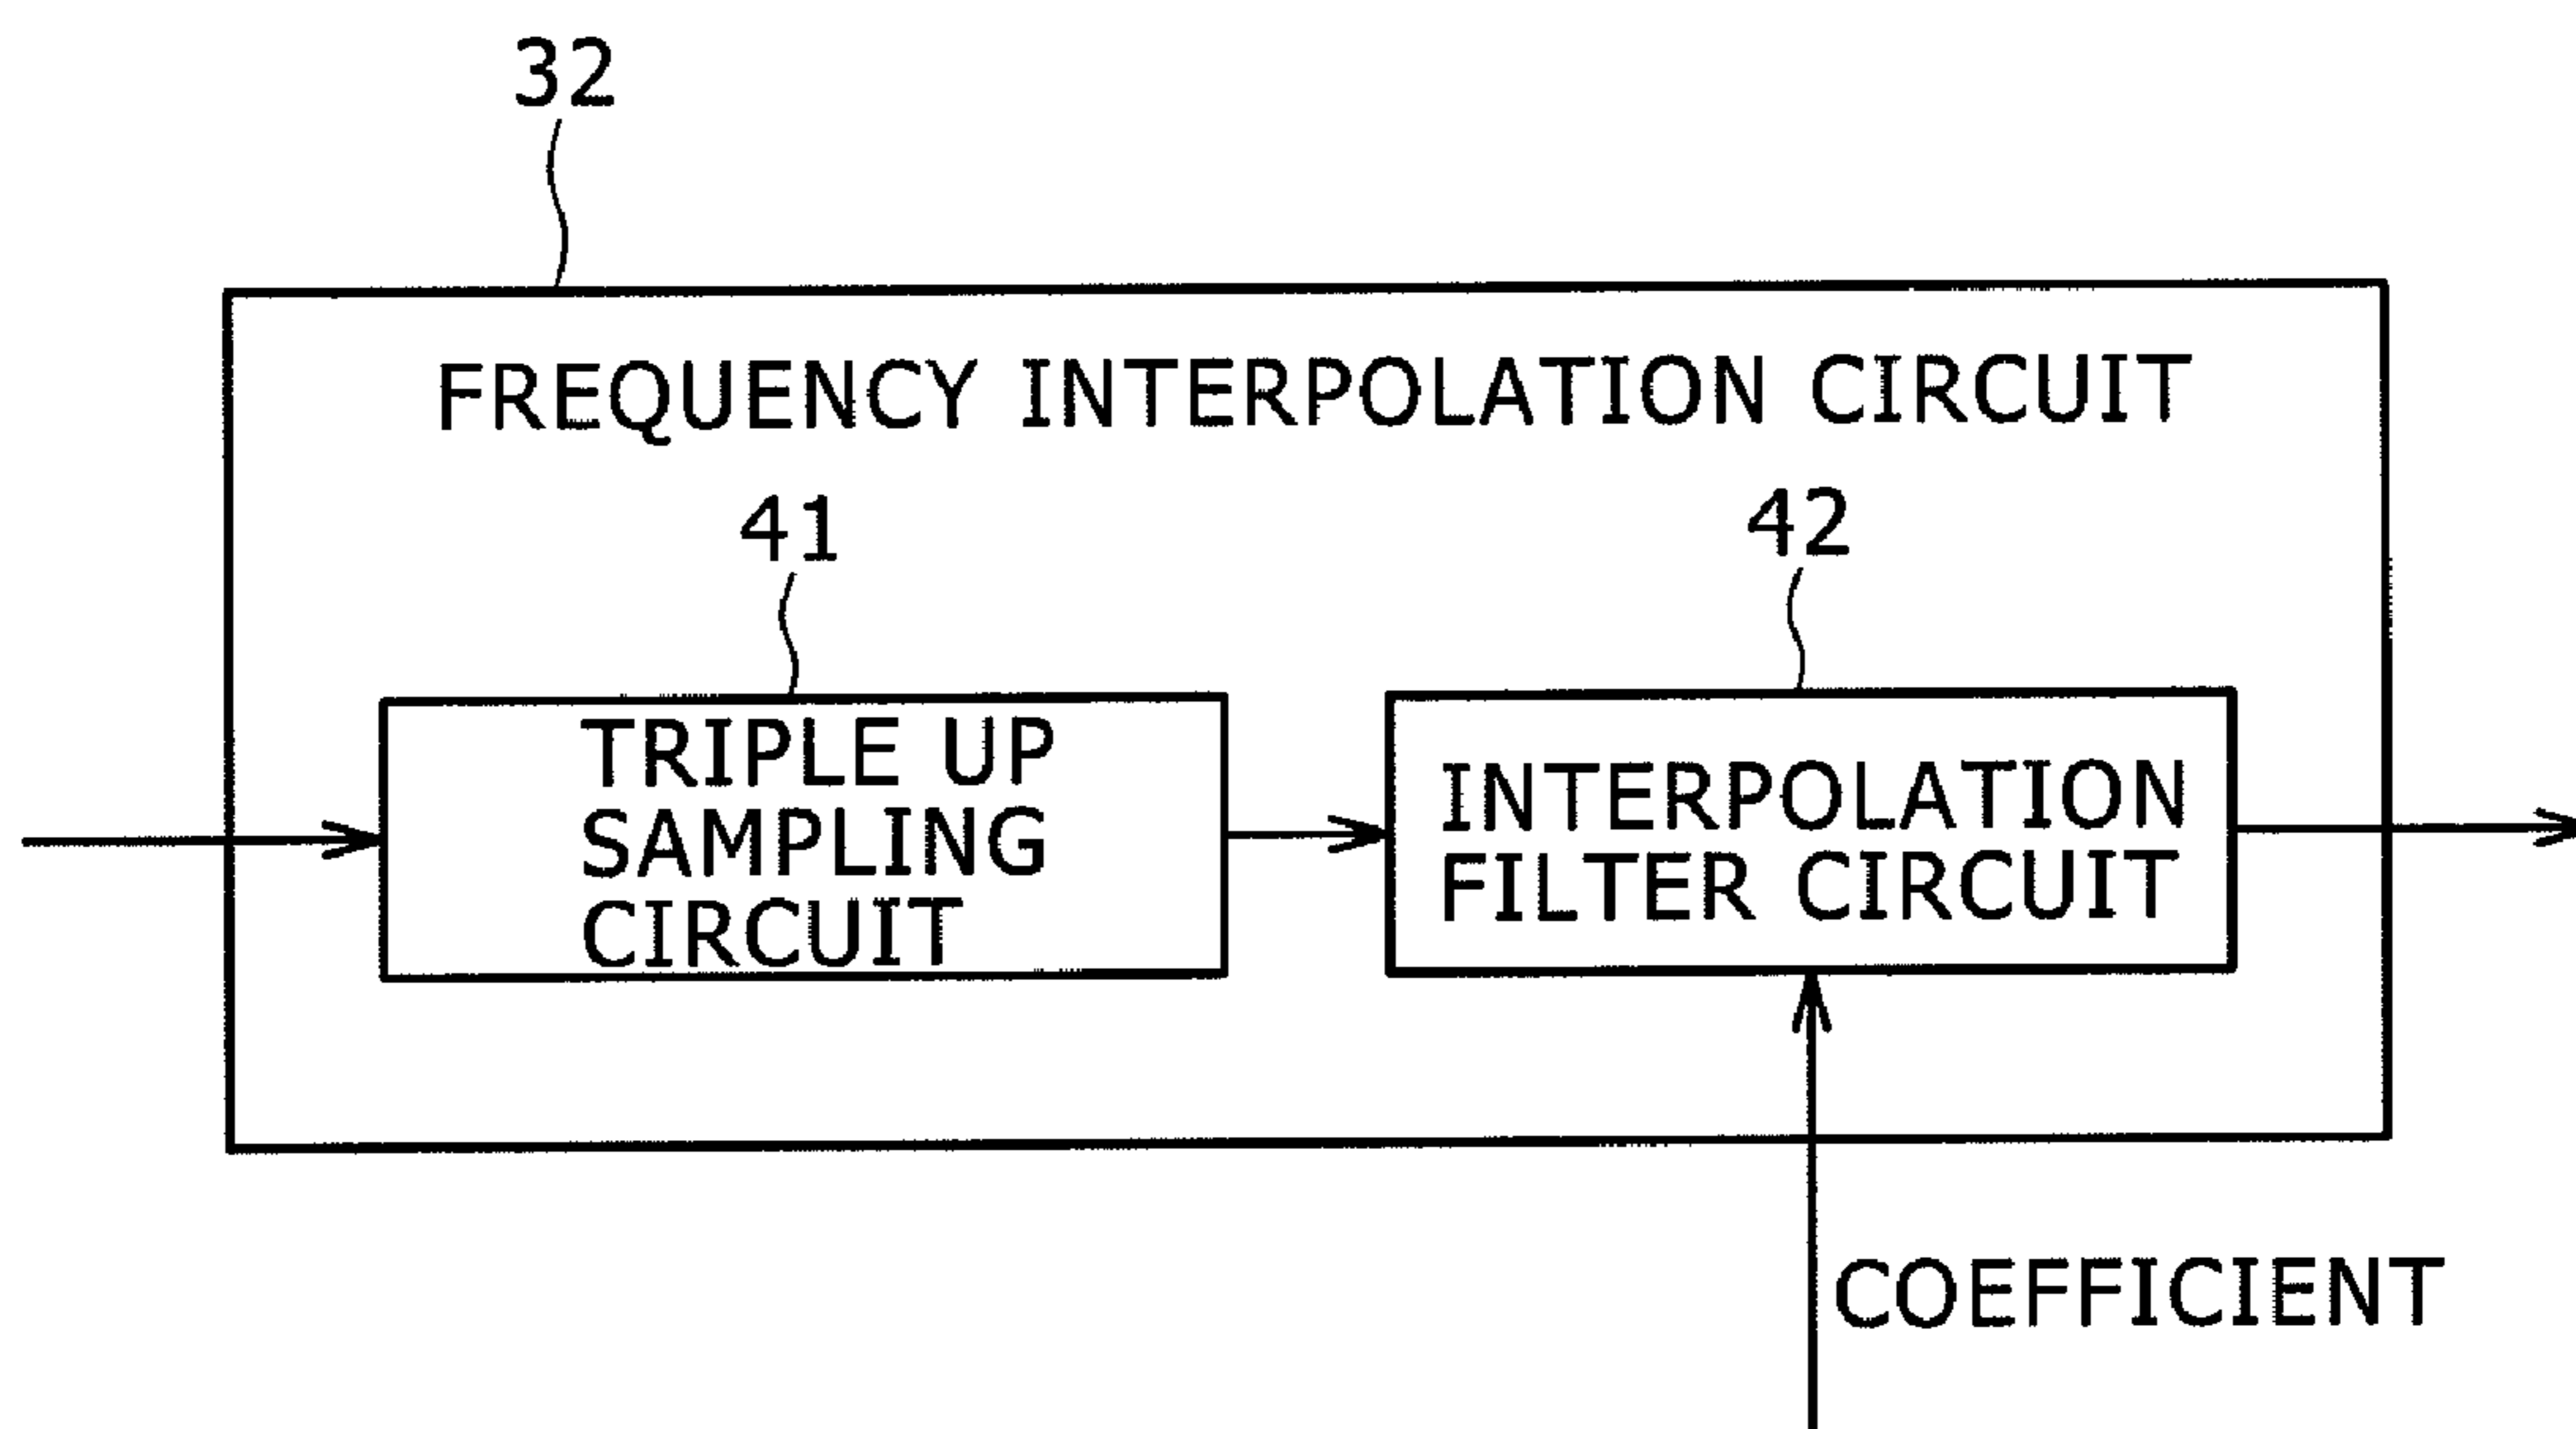 32
FREQUENCY INTERPOLATION CIRCUIT
41
42
TRIPLE UP
SAMPLING
CIRCUIT
INTERPOLATION
FILTER CIRCUIT
COEFFICIENT